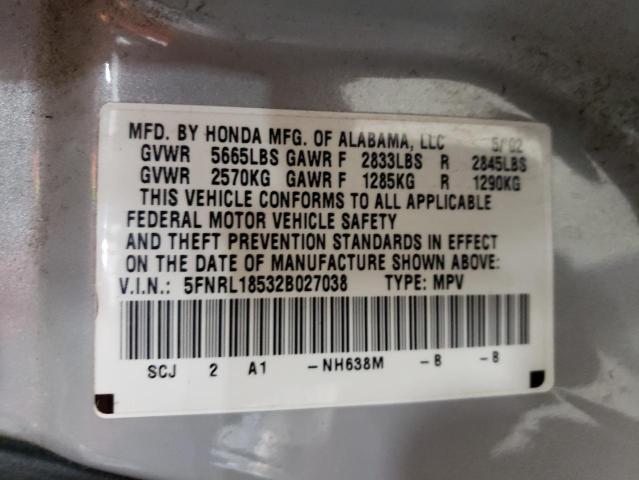 MFD. BY HONDA MFG. OF ALABAMA, LLC 5/02
GVWR 5665LBS GAWR F 2833LBS R 2845LBS
GVWR 2570KG GAWR F 1285KG R 1290KG
THIS VEHICLE CONFORMS TO ALL APPLICABLE
FEDERAL MOTOR VEHICLE SAFETY
AND THEFT PREVENTION STANDARDS IN EFFECT
ON THE DATE OF MANUFACTURE SHOWN ABOVE:
V.I.N.: 5FNRL18532B027038 TYPE: MPV
SCJ 2 A1 -NH638M -B -B